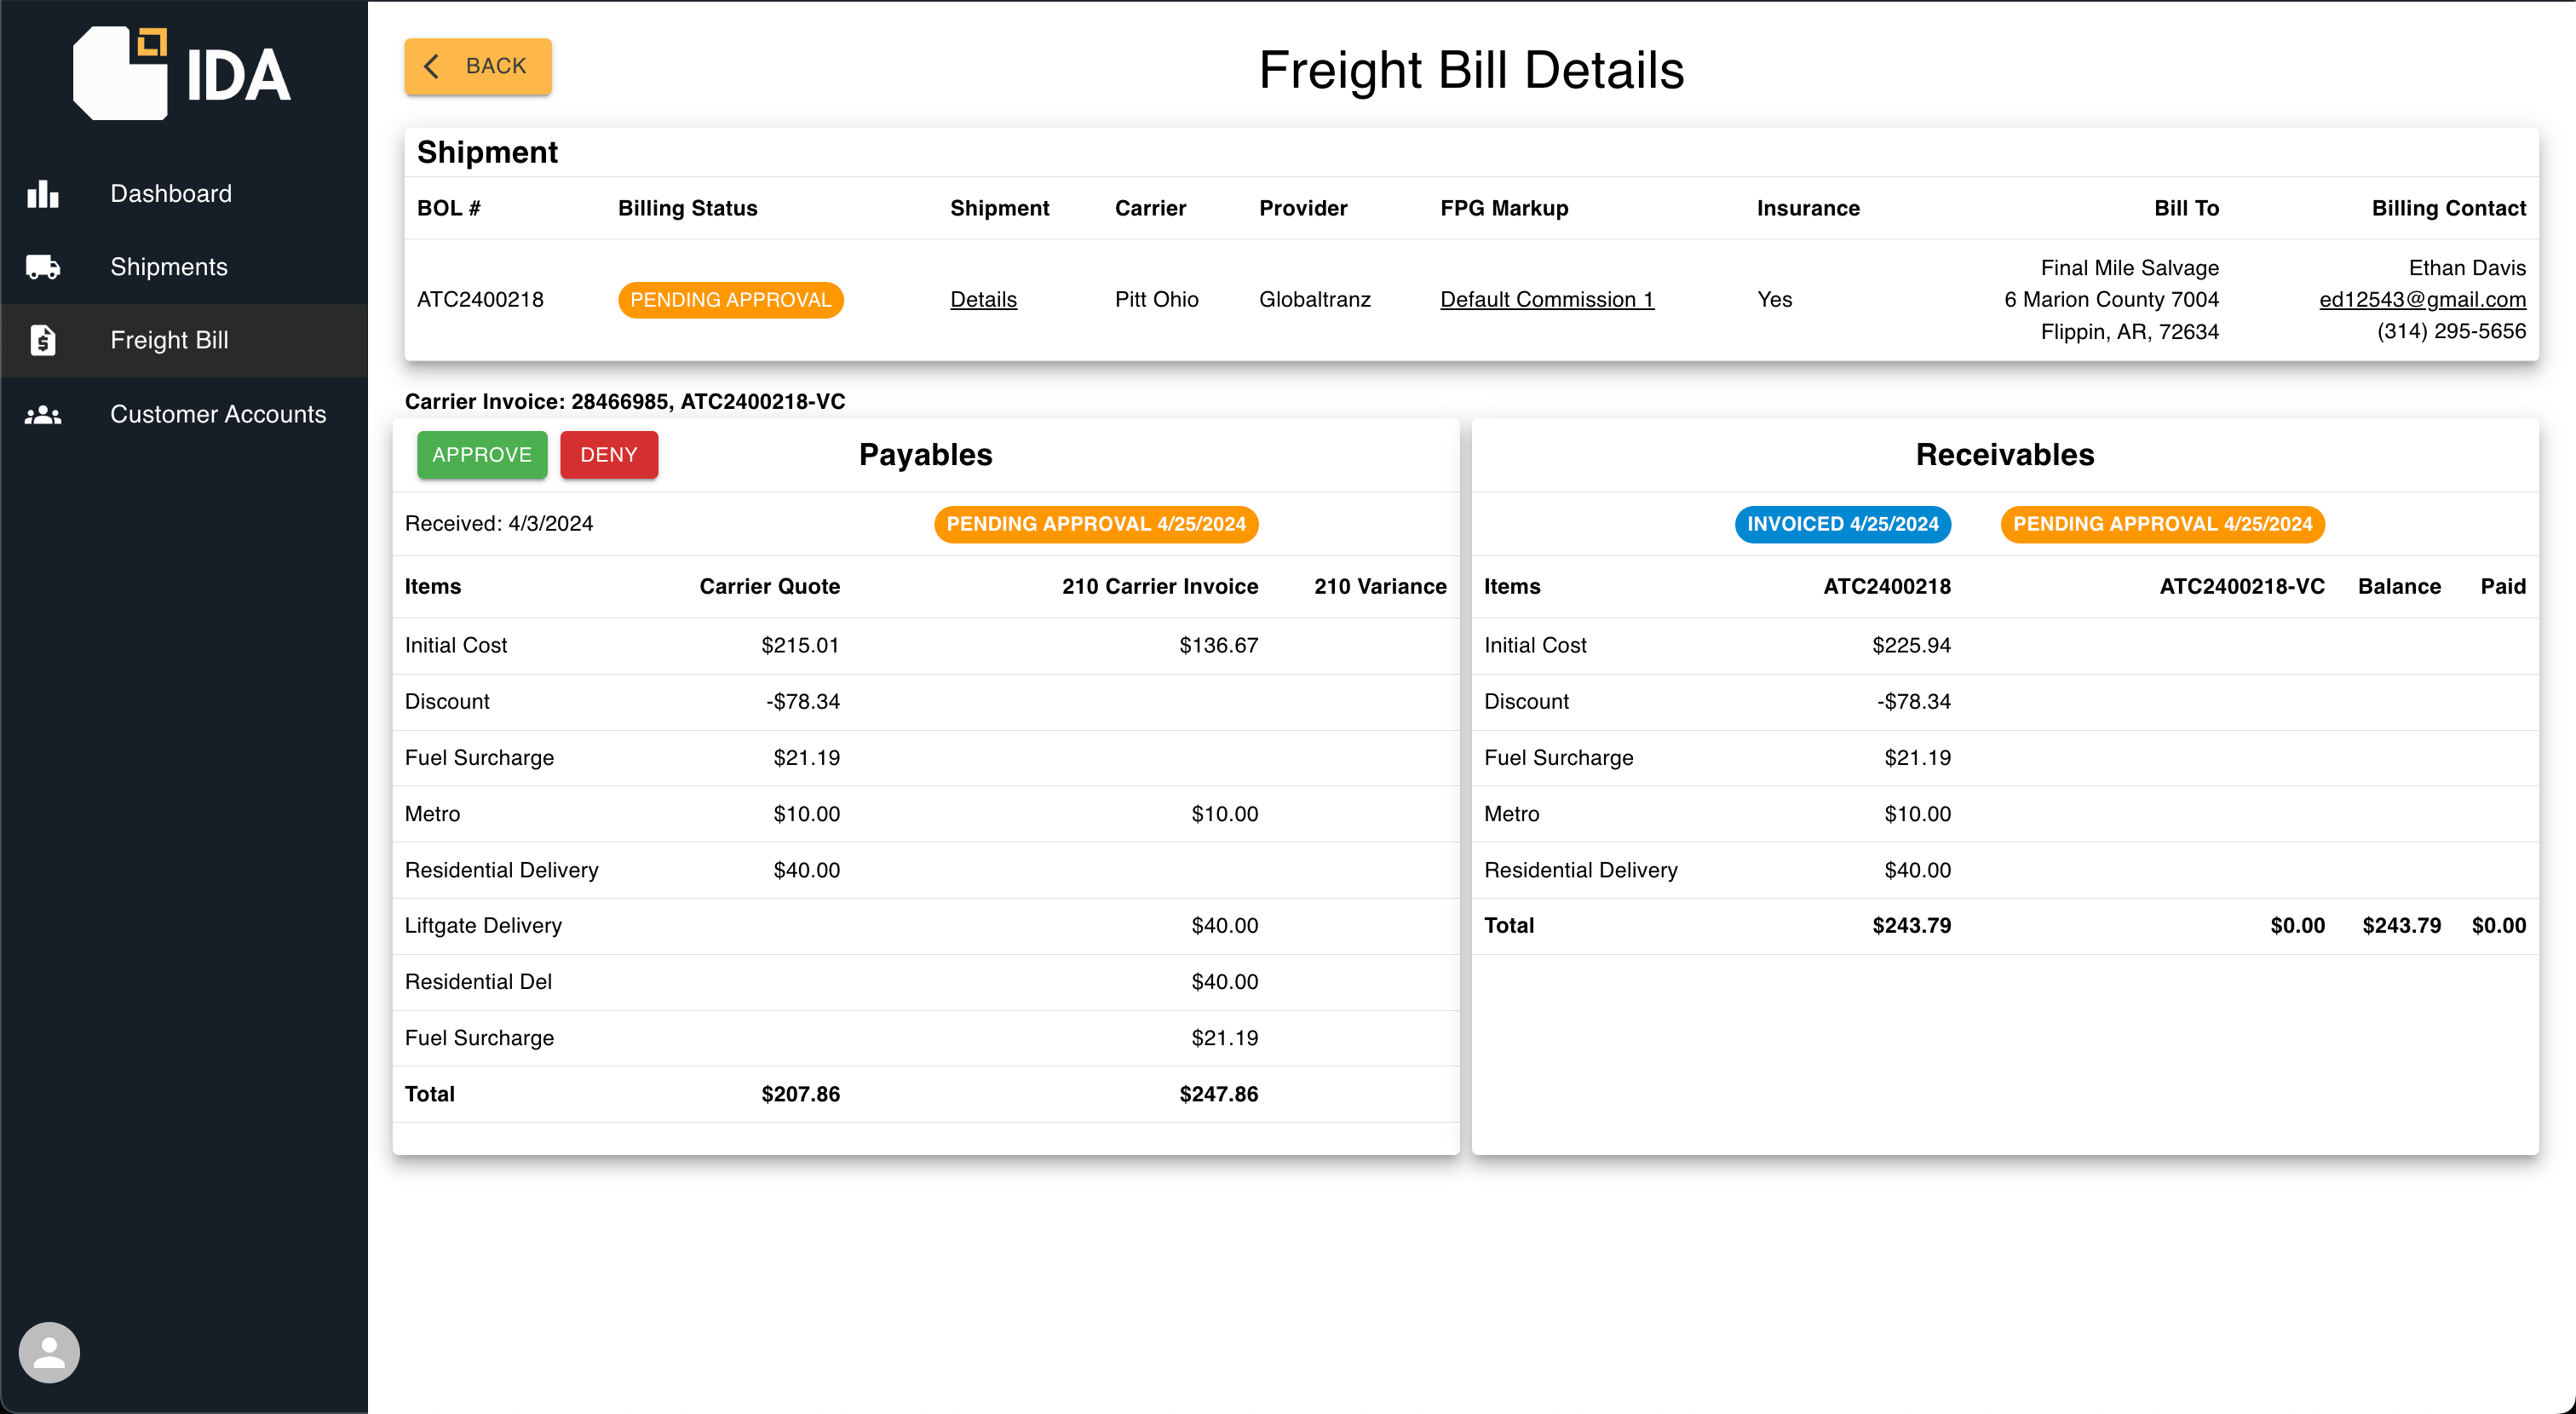 IDA
Dashboard
Shipments
Freight Bill
Customer Accounts
BACK
Freight Bill Details
Shipment
BOL # Billing Status Shipment Carrier Provider FPG Markup Insurance Bill To Billing Contact
ATC2400218 PENDING APPROVAL Details Pitt Ohio Globaltranz Default Commission 1 Yes
Final Mile Salvage
6 Marion County 7004
Flippin, AR, 72634
Ethan Davis
ed12543@gmail.com
(314) 295-5656
Carrier Invoice: 28466985, ATC2400218-VC
APPROVE DENY Payables
Received: 4/3/2024 PENDING APPROVAL 4/25/2024
Items Carrier Quote 210 Carrier Invoice 210 Variance
Initial Cost $215.01 $136.67
Discount -$78.34
Fuel Surcharge $21.19
Metro $10.00 $10.00
Residential Delivery $40.00
Liftgate Delivery $40.00
Residential Del $40.00
Fuel Surcharge $21.19
Total $207.86 $247.86
Receivables
INVOICED 4/25/2024 PENDING APPROVAL 4/25/2024
Items ATC2400218 ATC2400218-VC Balance Paid
Initial Cost $225.94
Discount -$78.34
Fuel Surcharge $21.19
Metro $10.00
Residential Delivery $40.00
Total $243.79 $0.00 $243.79 $0.00